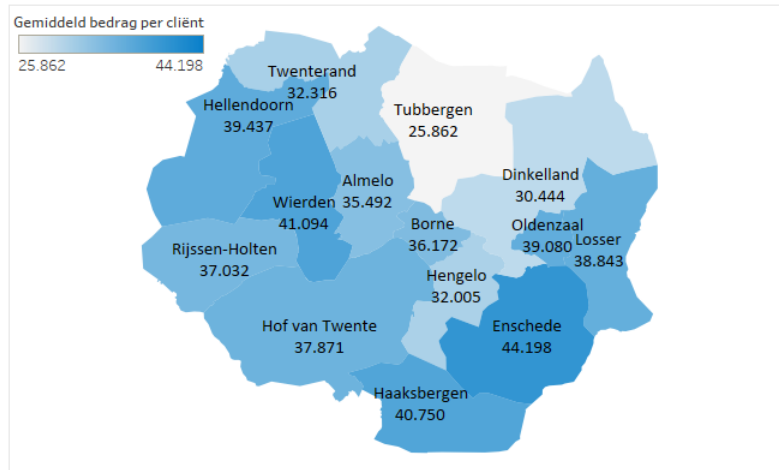 Gemiddeld bedrag per cliënt
25.862 44.198
Twenterand
32.316
Hellendoorn
39.437
Tubbergen
25.862
Dinkelland
30.444
Almelo
35.492
Wierden
41.094
Borne
36.172
Oldenzaal
39.080
Losser
38.843
Rijssen-Holten
37.032
Hengelo
32.005
Hof van Twente
37.871
Enschede
44.198
Haaksbergen
40.750